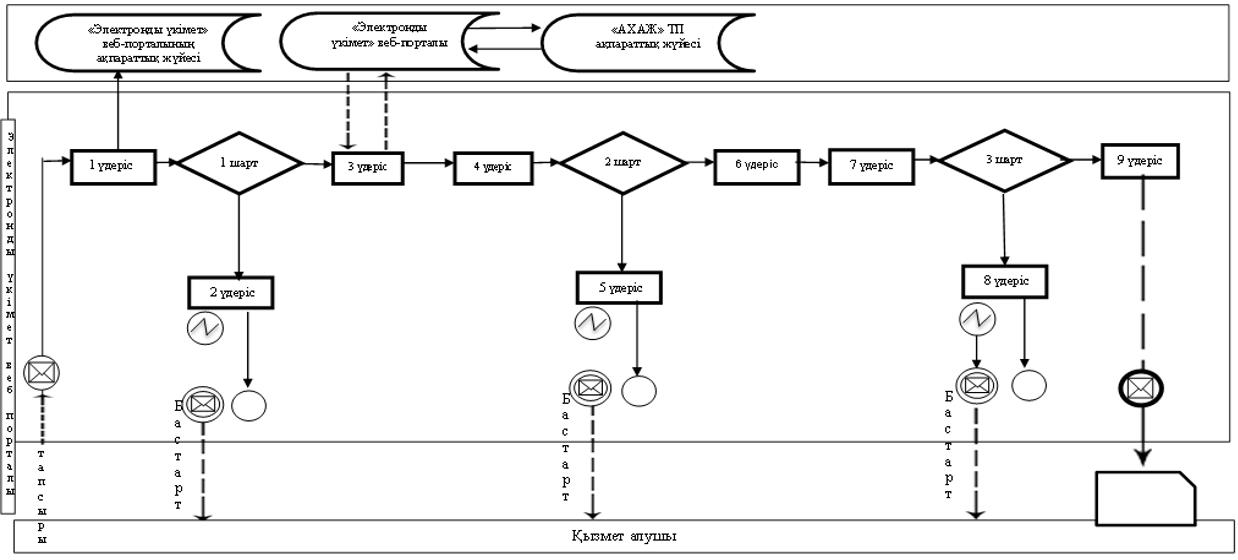 «Электронды үкімет»
веб-порталының
ақпараттық жүйесі
«Электронды
үкімет» веб-порталы
«АХАЖ» ТП
ақпараттық жүйесі
Электронды үкімет веб порталы
1 үдеріс
1 шарт
3 үдеріс
4 үдеріс
2 шарт
6 үдеріс
7 үдеріс
3 шарт
9 үдеріс
2 үдеріс
5 үдеріс
8 үдеріс
тапсыры
Бастарт
Бастарт
Бастарт
Қызмет алушы